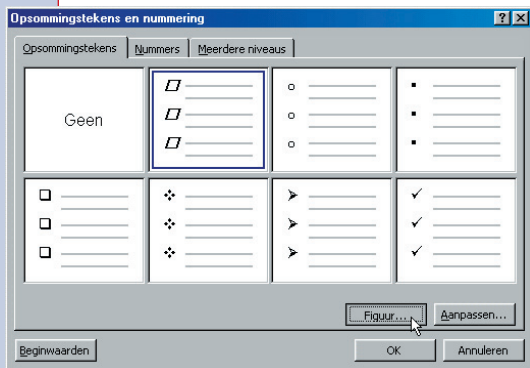 Opsommingstekens en nummering
Opsommingstekens Nummers Meerdere niveaus
Geen
Figuur... Aanpassen...
Beginwaarden OK Annuleren